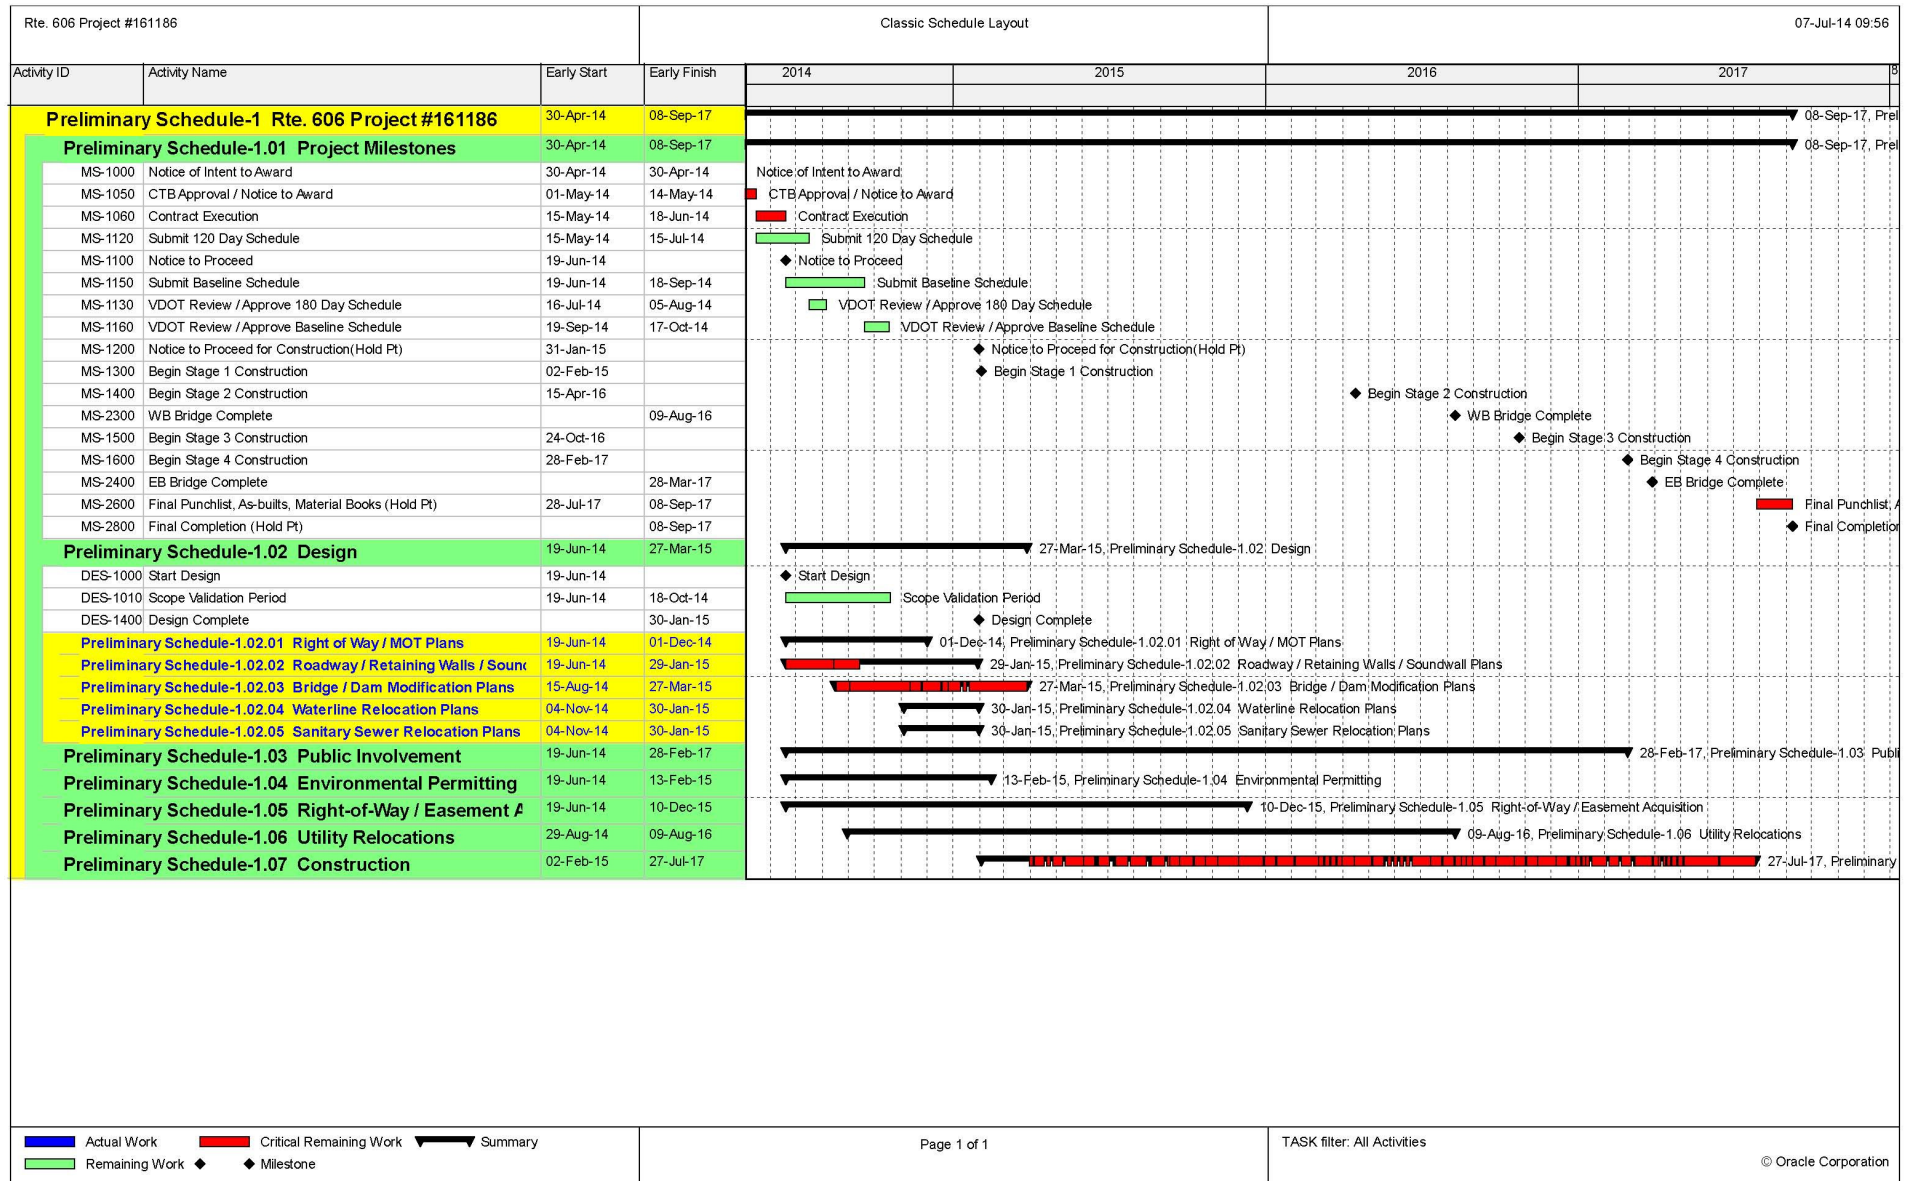 Rte. 606 Project #161186 Classic Schedule Layout 07-Jul-14 09:56
Activity ID Activity Name Early Start Early Finish 2014 2015 2016 2017 8
Preliminary Schedule-1 Rte. 606 Project #161186 30-Apr-14 08-Sep-17 08-Sep-17, Prel
Preliminary Schedule-1.01 Project Milestones 30-Apr-14 08-Sep-17 08-Sep-17, Prel
MS-1000 Notice of Intent to Award 30-Apr-14 30-Apr-14 Notice of Intent to Award
MS-1050 CTB Approval / Notice to Award 01-May-14 14-May-14 CTB Approval / Notice to Award
MS-1060 Contract Execution 15-May-14 18-Jun-14 Contract Execution
MS-1120 Submit 120 Day Schedule 15-May-14 15-Jul-14 Submit 120 Day Schedule
MS-1100 Notice to Proceed 19-Jun-14 Notice to Proceed
MS-1150 Submit Baseline Schedule 19-Jun-14 18-Sep-14 Submit Baseline Schedule
MS-1130 VDOT Review / Approve 180 Day Schedule 16-Jul-14 05-Aug-14 VDOT Review / Approve 180 Day Schedule
MS-1160 VDOT Review / Approve Baseline Schedule 19-Sep-14 17-Oct-14 VDOT Review / Approve Baseline Schedule
MS-1200 Notice to Proceed for Construction(Hold Pt) 31-Jan-15 Notice to Proceed for Construction(Hold Pt)
MS-1300 Begin Stage 1 Construction 02-Feb-15 Begin Stage 1 Construction
MS-1400 Begin Stage 2 Construction 15-Apr-16 Begin Stage 2 Construction
MS-2300 WB Bridge Complete 09-Aug-16 WB Bridge Complete
MS-1500 Begin Stage 3 Construction 24-Oct-16 Begin Stage 3 Construction
MS-1600 Begin Stage 4 Construction 28-Feb-17 Begin Stage 4 Construction
MS-2400 EB Bridge Complete 28-Mar-17 EB Bridge Complete
MS-2600 Final Punchlist, As-builts, Material Books (Hold Pt) 28-Jul-17 08-Sep-17 Final Punchlist, A
MS-2800 Final Completion (Hold Pt) 08-Sep-17 Final Completion
Preliminary Schedule-1.02 Design 19-Jun-14 27-Mar-15 27-Mar-15, Preliminary Schedule-1.02 Design
DES-1000 Start Design 19-Jun-14 Start Design
DES-1010 Scope Validation Period 19-Jun-14 18-Oct-14 Scope Validation Period
DES-1400 Design Complete 30-Jan-15 Design Complete
Preliminary Schedule-1.02.01 Right of Way / MOT Plans 19-Jun-14 01-Dec-14 01-Dec-14, Preliminary Schedule-1.02.01 Right of Way / MOT Plans
Preliminary Schedule-1.02.02 Roadway / Retaining Walls / Sound 19-Jun-14 29-Jan-15 29-Jan-15, Preliminary Schedule-1.02.02 Roadway / Retaining Walls / Soundwall Plans
Preliminary Schedule-1.02.03 Bridge / Dam Modification Plans 15-Aug-14 27-Mar-15 27-Mar-15, Preliminary Schedule-1.02.03 Bridge / Dam Modification Plans
Preliminary Schedule-1.02.04 Waterline Relocation Plans 04-Nov-14 30-Jan-15 30-Jan-15, Preliminary Schedule-1.02.04 Waterline Relocation Plans
Preliminary Schedule-1.02.05 Sanitary Sewer Relocation Plans 04-Nov-14 30-Jan-15 30-Jan-15, Preliminary Schedule-1.02.05 Sanitary Sewer Relocation Plans
Preliminary Schedule-1.03 Public Involvement 19-Jun-14 28-Feb-17 28-Feb-17, Preliminary Schedule-1.03 Publi
Preliminary Schedule-1.04 Environmental Permitting 19-Jun-14 13-Feb-15 13-Feb-15, Preliminary Schedule-1.04 Environmental Permitting
Preliminary Schedule-1.05 Right-of-Way / Easement A 19-Jun-14 10-Dec-15 10-Dec-15, Preliminary Schedule-1.05 Right-of-Way / Easement Acquisition
Preliminary Schedule-1.06 Utility Relocations 29-Aug-14 09-Aug-16 09-Aug-16, Preliminary Schedule-1.06 Utility Relocations
Preliminary Schedule-1.07 Construction 02-Feb-15 27-Jul-17 27-Jul-17, Preliminary
Actual Work Critical Remaining Work Summary Page 1 of 1 TASK filter: All Activities
Remaining Work Milestone
© Oracle Corporation